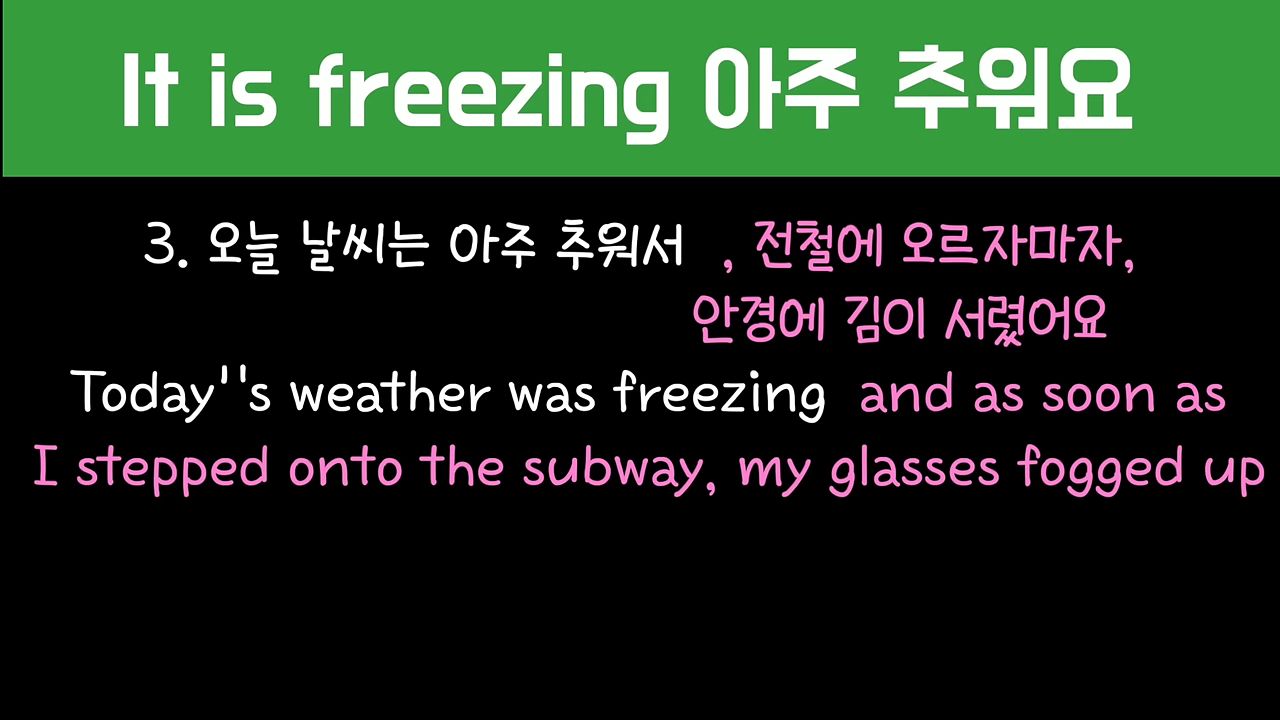 It is freezing 아주 추워요
3. 오늘 날씨는 아주 추워서 , 전철에 오르자마자,
안경에 김이 서렸어요
Today''s weather was freezing and as soon as
I stepped onto the subway, my glasses fogged up